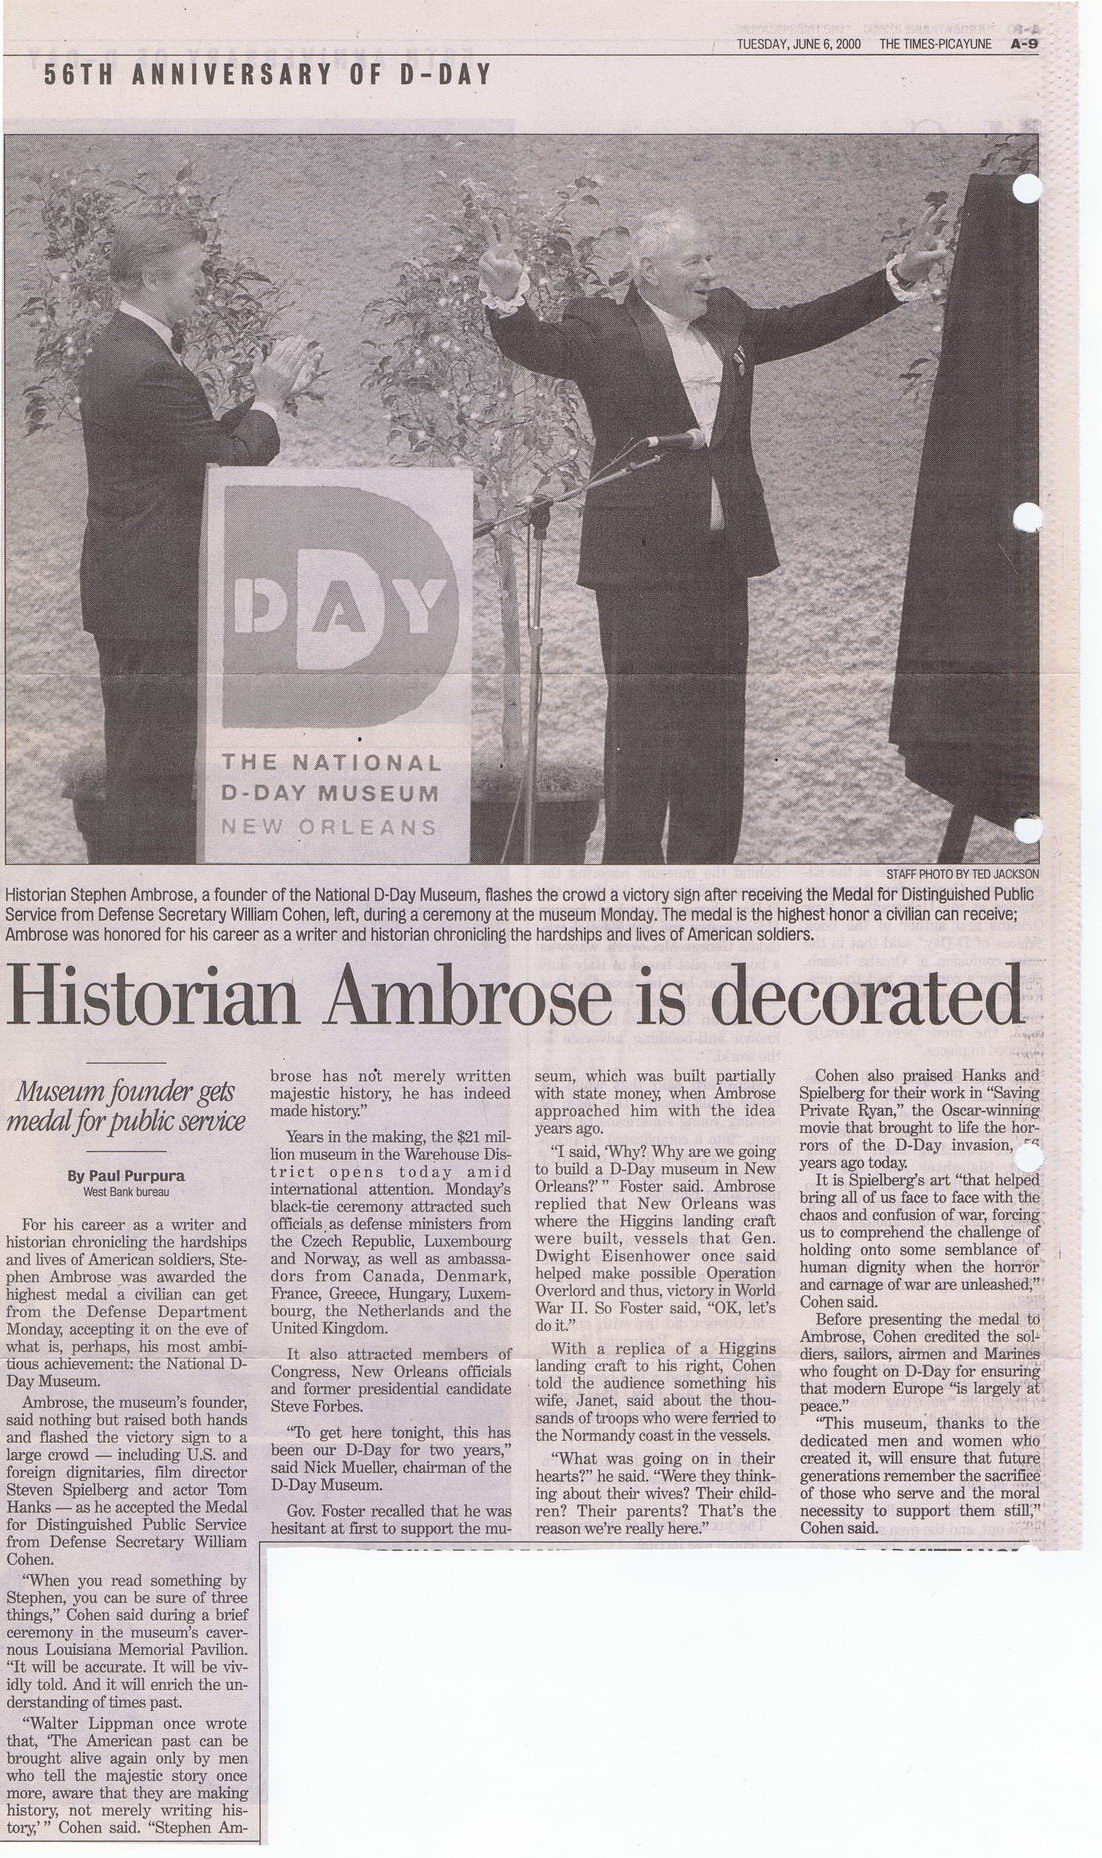 TUESDAY, JUNE 6, 2000 THE TIMES-PICAYUNE A-9
56TH ANNIVERSARY OF D-DAY
D-DAY
THE NATIONAL
D-DAY MUSEUM
NEW ORLEANS
STAFF PHOTO BY TED JACKSON
Historian Stephen Ambrose, a founder of the National D-Day Museum, flashes the crowd a victory sign after receiving the Medal for Distinguished Public
Service from Defense Secretary William Cohen, left, during a ceremony at the museum Monday. The medal is the highest honor a civilian can receive;
Ambrose was honored for his career as a writer and historian chronicling the hardships and lives of American soldiers.
Historian Ambrose is decorated
Museum founder gets
medal for public service
By Paul Purpura
West Bank bureau
For his career as a writer and
historian chronicling the hardships
and lives of American soldiers, Ste-
phen Ambrose was awarded the
highest medal a civilian can get
from the Defense Department
Monday, accepting it on the eve of
what is, perhaps, his most ambi-
tious achievement: the National D-
Day Museum.
Ambrose, the museum's founder,
said nothing but raised both hands
and flashed the victory sign to a
large crowd — including U.S. and
foreign dignitaries, film director
Steven Spielberg and actor Tom
Hanks — as he accepted the Medal
for Distinguished Public Service
from Defense Secretary William
Cohen.
"When you read something by
Stephen, you can be sure of three
things," Cohen said during a brief
ceremony in the museum's caver-
nous Louisiana Memorial Pavilion.
"It will be accurate. It will be viv-
idly told. And it will enrich the un-
derstanding of times past.
"Walter Lippman once wrote
that, 'The American past can be
brought alive again only by men
who tell the majestic story once
more, aware that they are making
history, not merely writing his-
tory,' " Cohen said. "Stephen Am-
brose has not merely written
majestic history, he has indeed
made history."
Years in the making, the $21 mil-
lion museum in the Warehouse Dis-
trict opens today amid
international attention. Monday's
black-tie ceremony attracted such
officials as defense ministers from
the Czech Republic, Luxembourg
and Norway, as well as ambassa-
dors from Canada, Denmark,
France, Greece, Hungary, Luxem-
bourg, the Netherlands and the
United Kingdom.
It also attracted members of
Congress, New Orleans officials
and former presidential candidate
Steve Forbes.
"To get here tonight, this has
been our D-Day for two years,"
said Nick Mueller, chairman of the
D-Day Museum.
Gov. Foster recalled that he was
hesitant at first to support the mu-
seum, which was built partially
with state money, when Ambrose
approached him with the idea
years ago.
"I said, 'Why? Why are we going
to build a D-Day museum in New
Orleans?' " Foster said. Ambrose
replied that New Orleans was
where the Higgins landing craft
were built, vessels that Gen.
Dwight Eisenhower once said
helped make possible Operation
Overlord and thus, victory in World
War II. So Foster said, "OK, let's
do it."
With a replica of a Higgins
landing craft to his right, Cohen
told the audience something his
wife, Janet, said about the thou-
sands of troops who were ferried to
the Normandy coast in the vessels.
"What was going on in their
hearts?" he said. "Were they think-
ing about their wives? Their chil-
dren? Their parents? That's the
reason we're really here."
Cohen also praised Hanks and
Spielberg for their work in "Saving
Private Ryan," the Oscar-winning
movie that brought to life the hor-
rors of the D-Day invasion, 56
years ago today.
It is Spielberg's art "that helped
bring all of us face to face with the
chaos and confusion of war, forcing
us to comprehend the challenge of
holding onto some semblance of
human dignity when the horror
and carnage of war are unleashed,"
Cohen said.
Before presenting the medal to
Ambrose, Cohen credited the sol-
diers, sailors, airmen and Marines
who fought on D-Day for ensuring
that modern Europe "is largely at
peace."
"This museum, thanks to the
dedicated men and women who
created it, will ensure that future
generations remember the sacrifice
of those who serve and the moral
necessity to support them still,"
Cohen said.